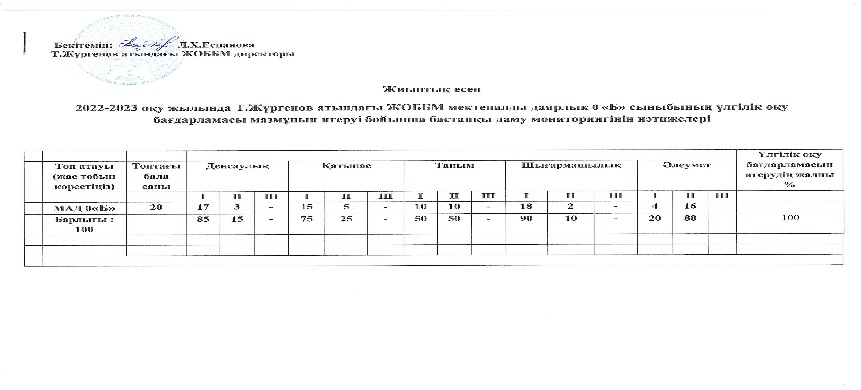 Бекітемін: Л.Х.Еспанова
Т.Жүргенов атындағы ЖОББМ директоры
Жиынтық есеп
2022-2023 оқу жылында Т.Жүргенов атындағы ЖОББМ мектепалды даярлық 0 «Б» сыныбының үлгілік оқу
бағдарламасы мазмұнын игеруі бойынша бастапқы даму мониторингінің нәтижелері
Топ атауы (жас тобын көрсетіңіз) Топтағы бала саны Денсаулық Қатынас Таным Шығармашылық Әлеумет Үлгілік оқу бағдарламасын игерудің жалпы %
I II III I II III I II III I II III I II III
МАД 0«Б» 20 17 3 - 15 5 - 10 10 - 18 2 - 4 16
Барлығы : 100 85 15 - 75 25 - 50 50 - 90 10 - 20 80 100